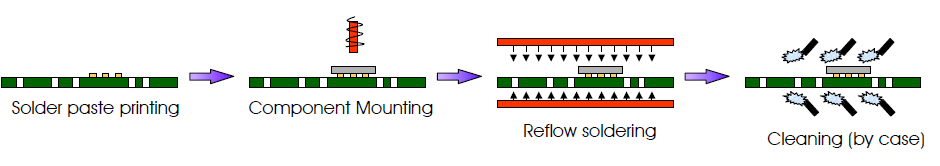 Solder paste printing
Component Mounting
Reflow soldering
Cleaning (by case)